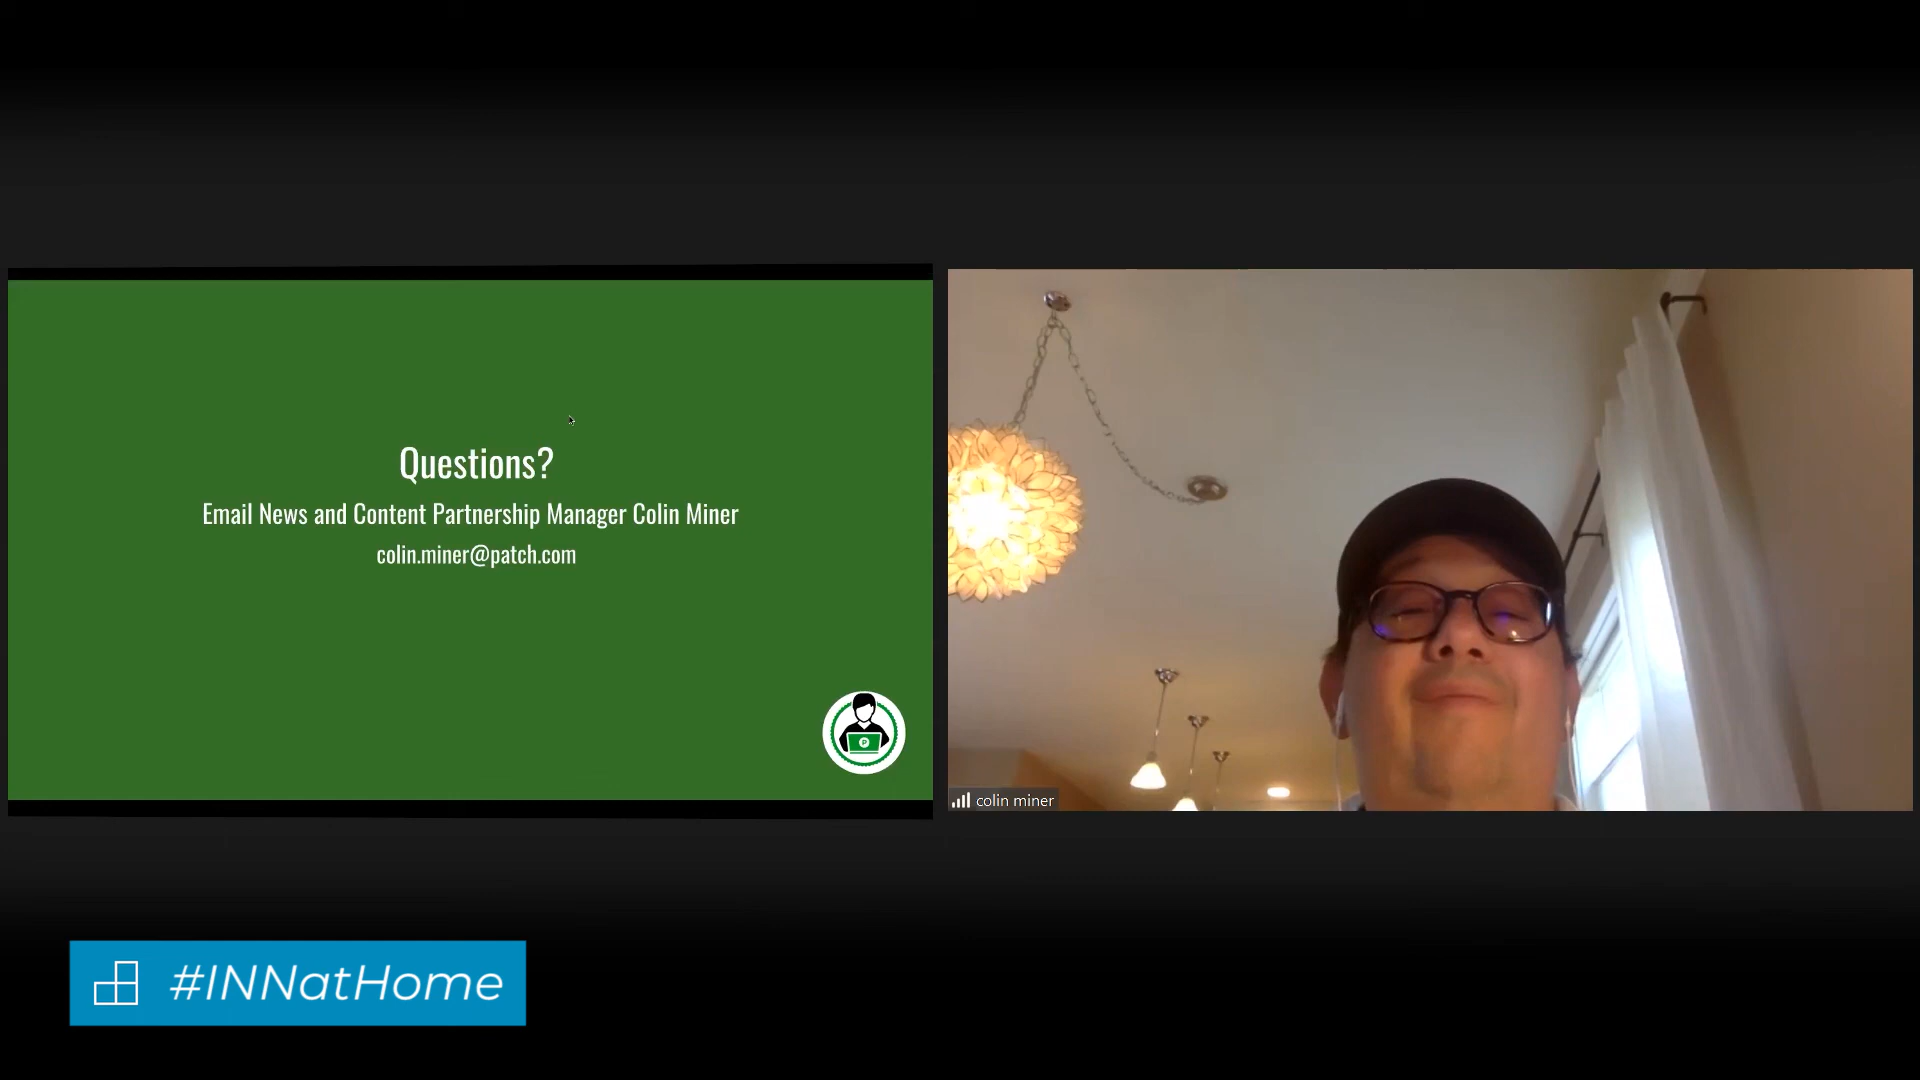 Questions?
Email News and Content Partnership Manager Colin Miner
colin.miner@patch.com
P
colin miner
#INNatHome